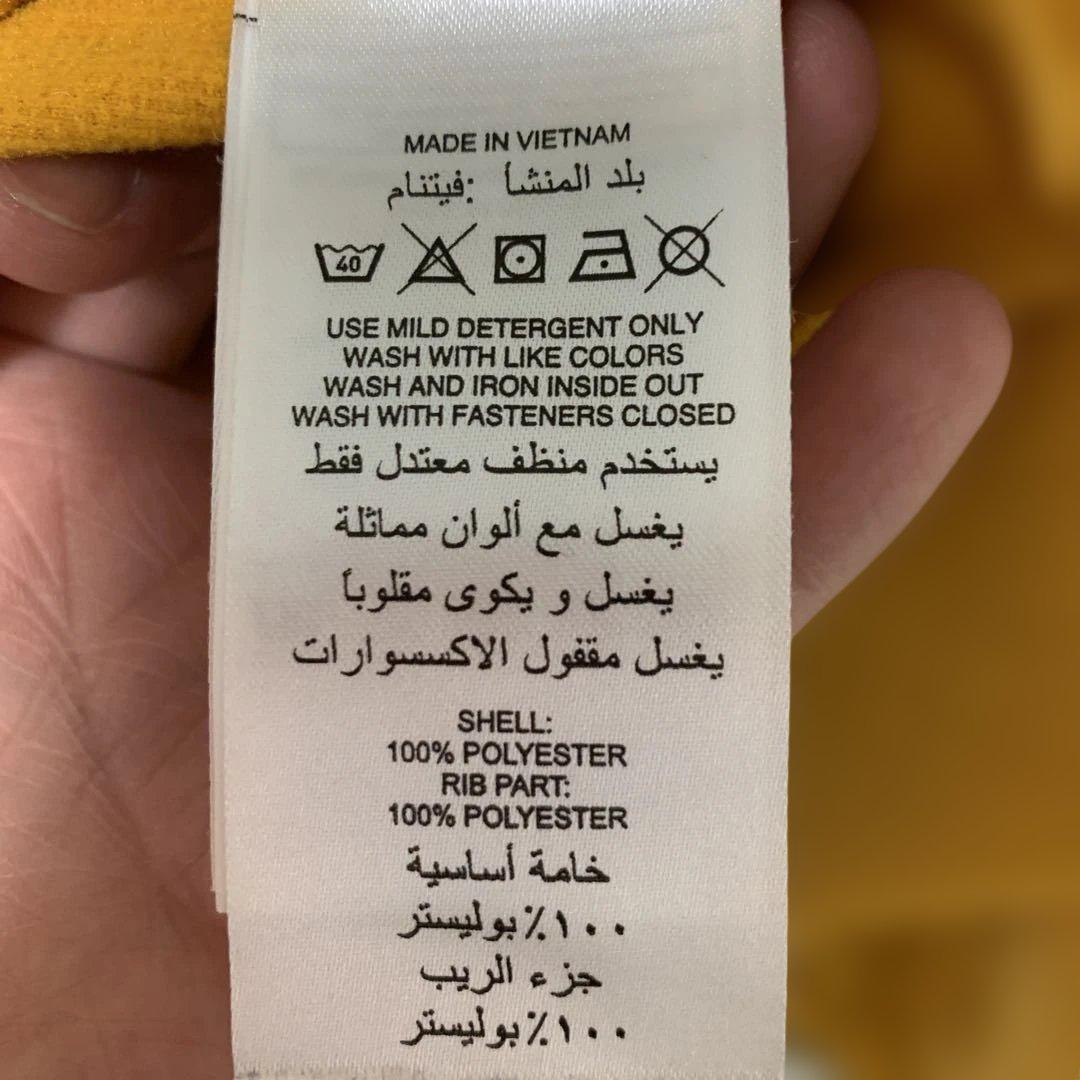 MADE IN VIETNAM
بلد المنشأ :فيتنام
40
USE MILD DETERGENT ONLY
WASH WITH LIKE COLORS
WASH AND IRON INSIDE OUT
WASH WITH FASTENERS CLOSED
يستخدم منظف معتدل فقط
يغسل مع ألوان مماثلة
يغسل و يكوى مقلوباً
يغسل مقفول الاكسسوارات
SHELL:
100% POLYESTER
RIB PART:
100% POLYESTER
خامة أساسية
١٠٠٪ بوليستر
جزء الريب
١٠٠٪ بوليستر